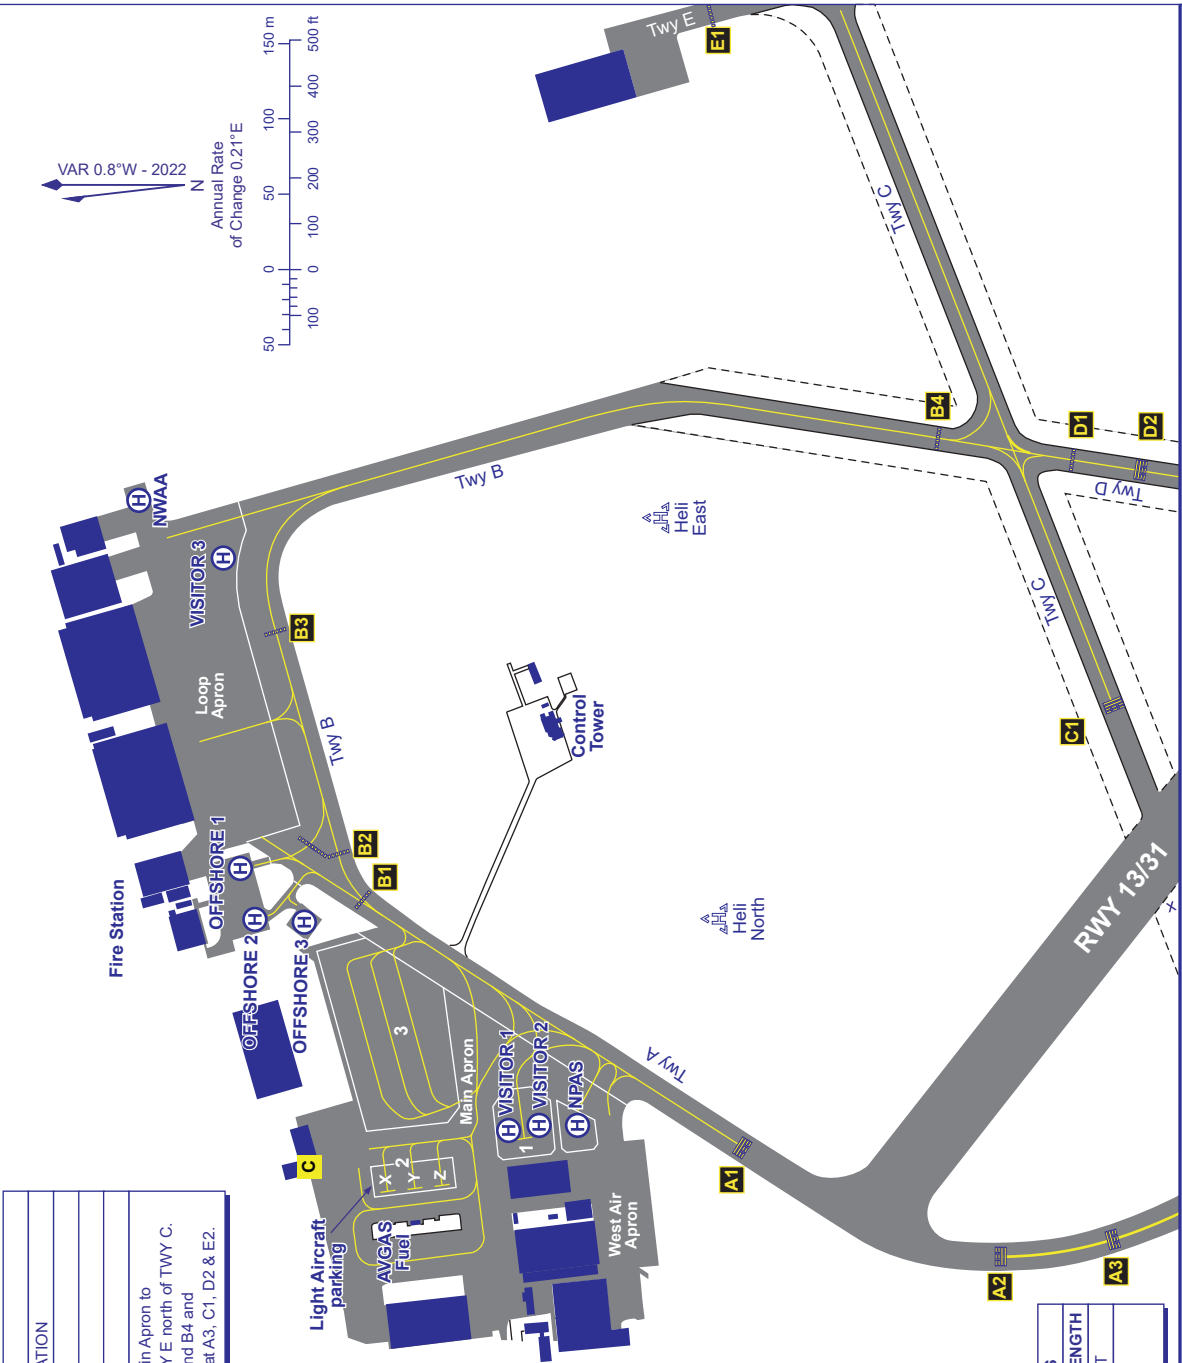 VAR 0.8°W - 2022
N
Annual Rate
of Change 0.21°E
50 0 50 100 150 m
100 0 100 200 300 400 500 ft
Twy E
E1
Twy C
NWAA
H
VISITOR 3
H
Twy B
Heli
East
B4
D1
D2
Twy D
B3
Loop
Apron
Twy B
Twy C
C1
Control
Tower
Fire Station
OFFSHORE 1
H
OFFSHORE 2
H
OFFSHORE 3
H
B2
B1
Heli
North
RWY 13/31
X
3
Main Apron
Twy A
VISITOR 1
H
VISITOR 2
H
NPAS
H
1
C
X
2
Y
Z
A1
Light Aircraft
parking
AVGAS
Fuel
West Air
Apron
A2
A3
ATION
in Apron to
Y E north of TWY C.
nd B4 and
at A3, C1, D2 & E2.
S
ENGTH
T